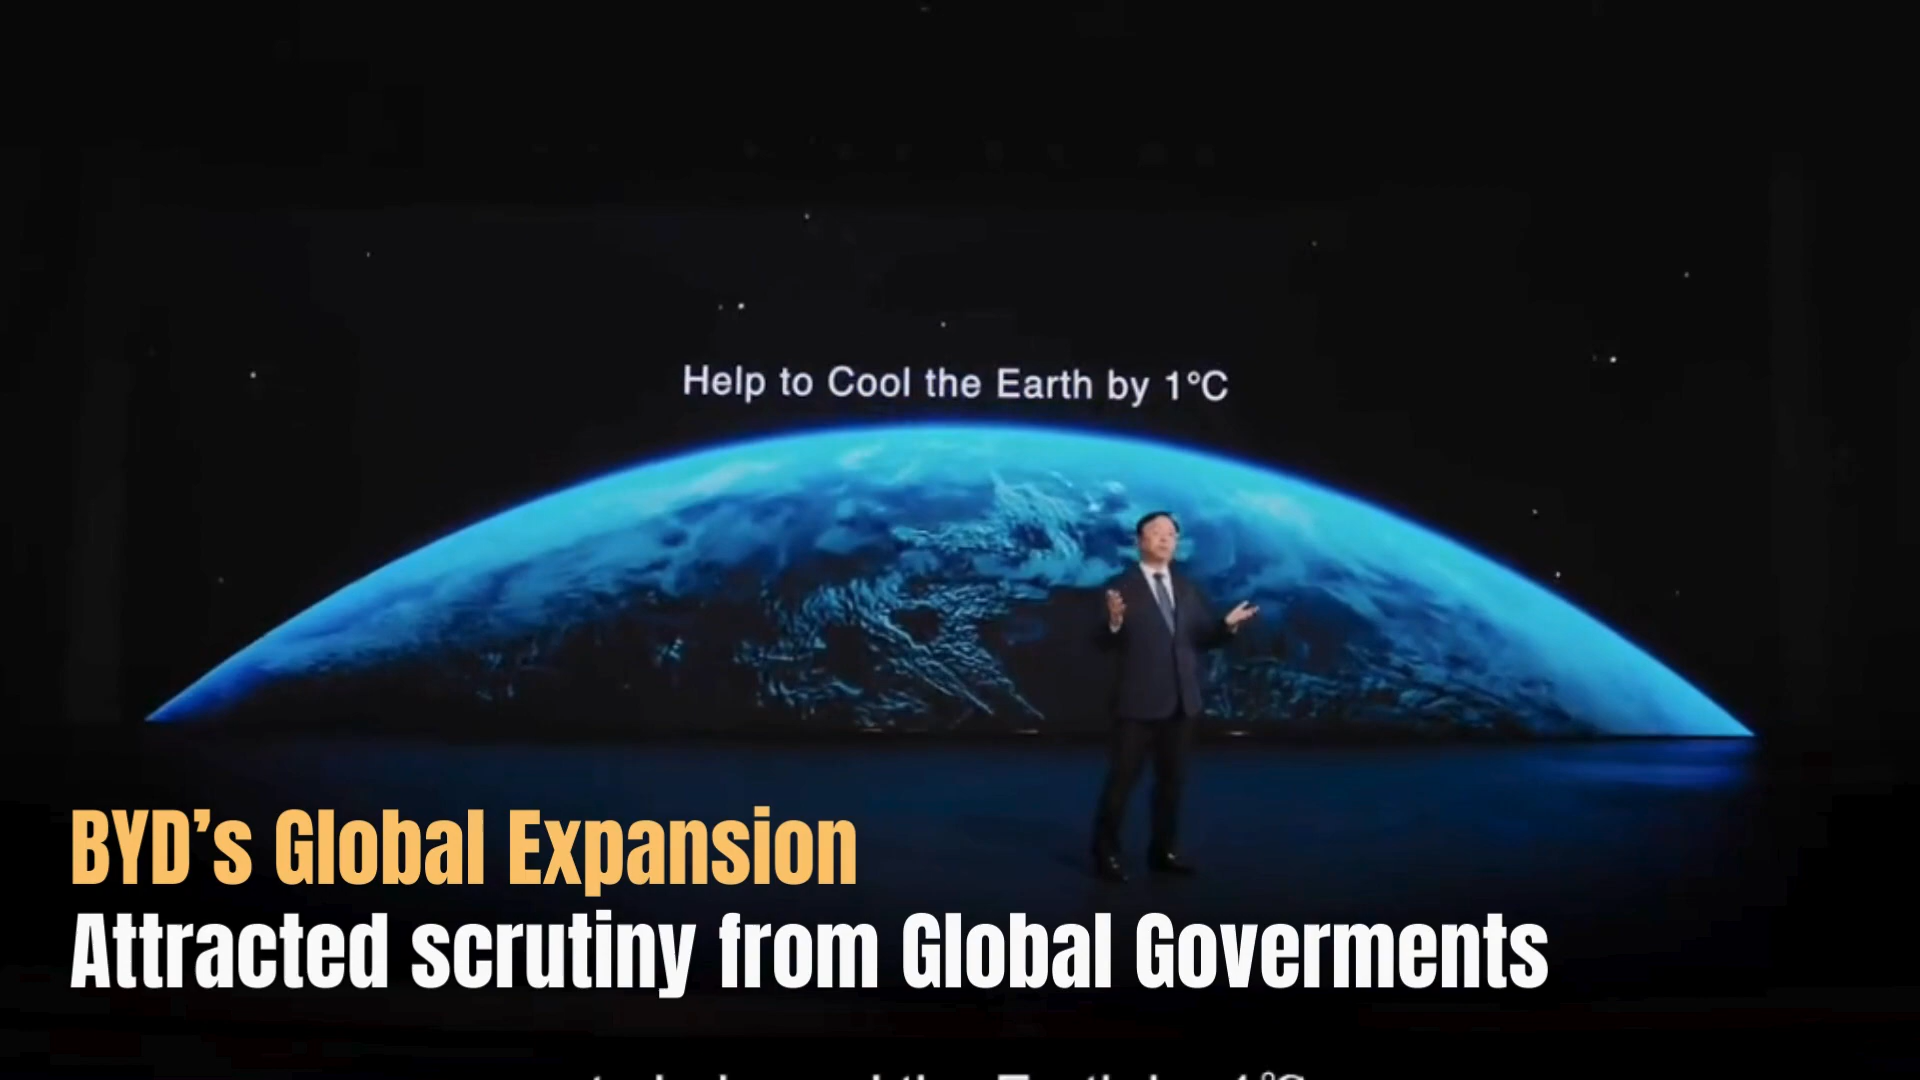 Help to Cool the Earth by 1°C
BYD’s Global Expansion
Attracted scrutiny from Global Goverments